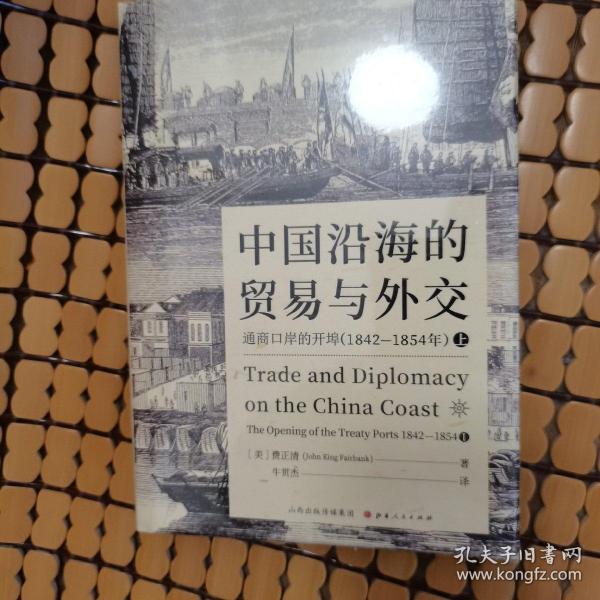 中国沿海的
贸易与外交
通商口岸的开埠(1842—1854年) 上
Trade and Diplomacy
on the China Coast
The Opening of the Treaty Ports 1842—1854 I
[美] 费正清 (John King Fairbank) 著
牛贯杰 译
山西出版传媒集团 山西人民出版社
孔夫子旧书网
www.kongfz.com